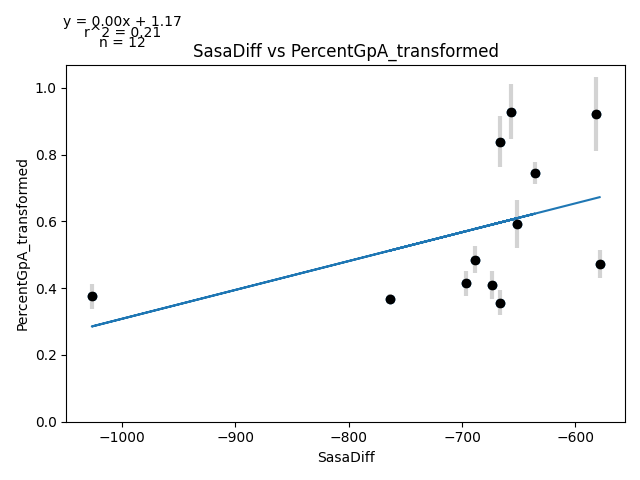 y = 0.00x + 1.17
r^2 = 0.21
n = 12
SasaDiff vs PercentGpA_transformed
PercentGpA_transformed
1.0
0.8
0.6
0.4
0.2
0.0
−1000
−900
−800
−700
−600
SasaDiff